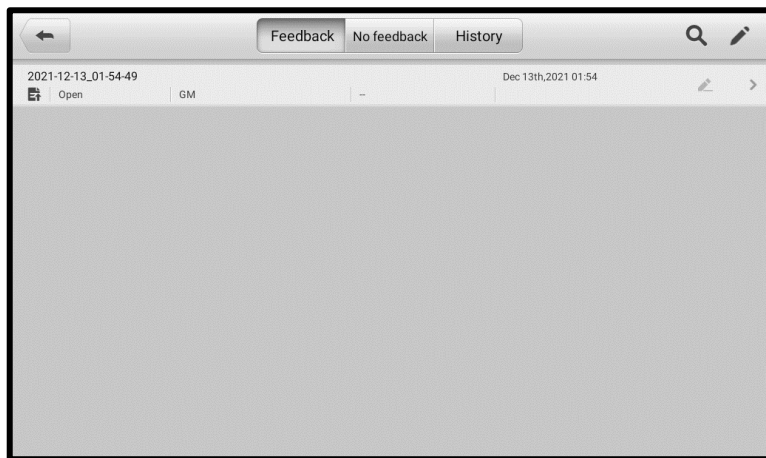 Feedback No feedback History
2021-12-13_01-54-49 Dec 13th,2021 01:54
Open GM --